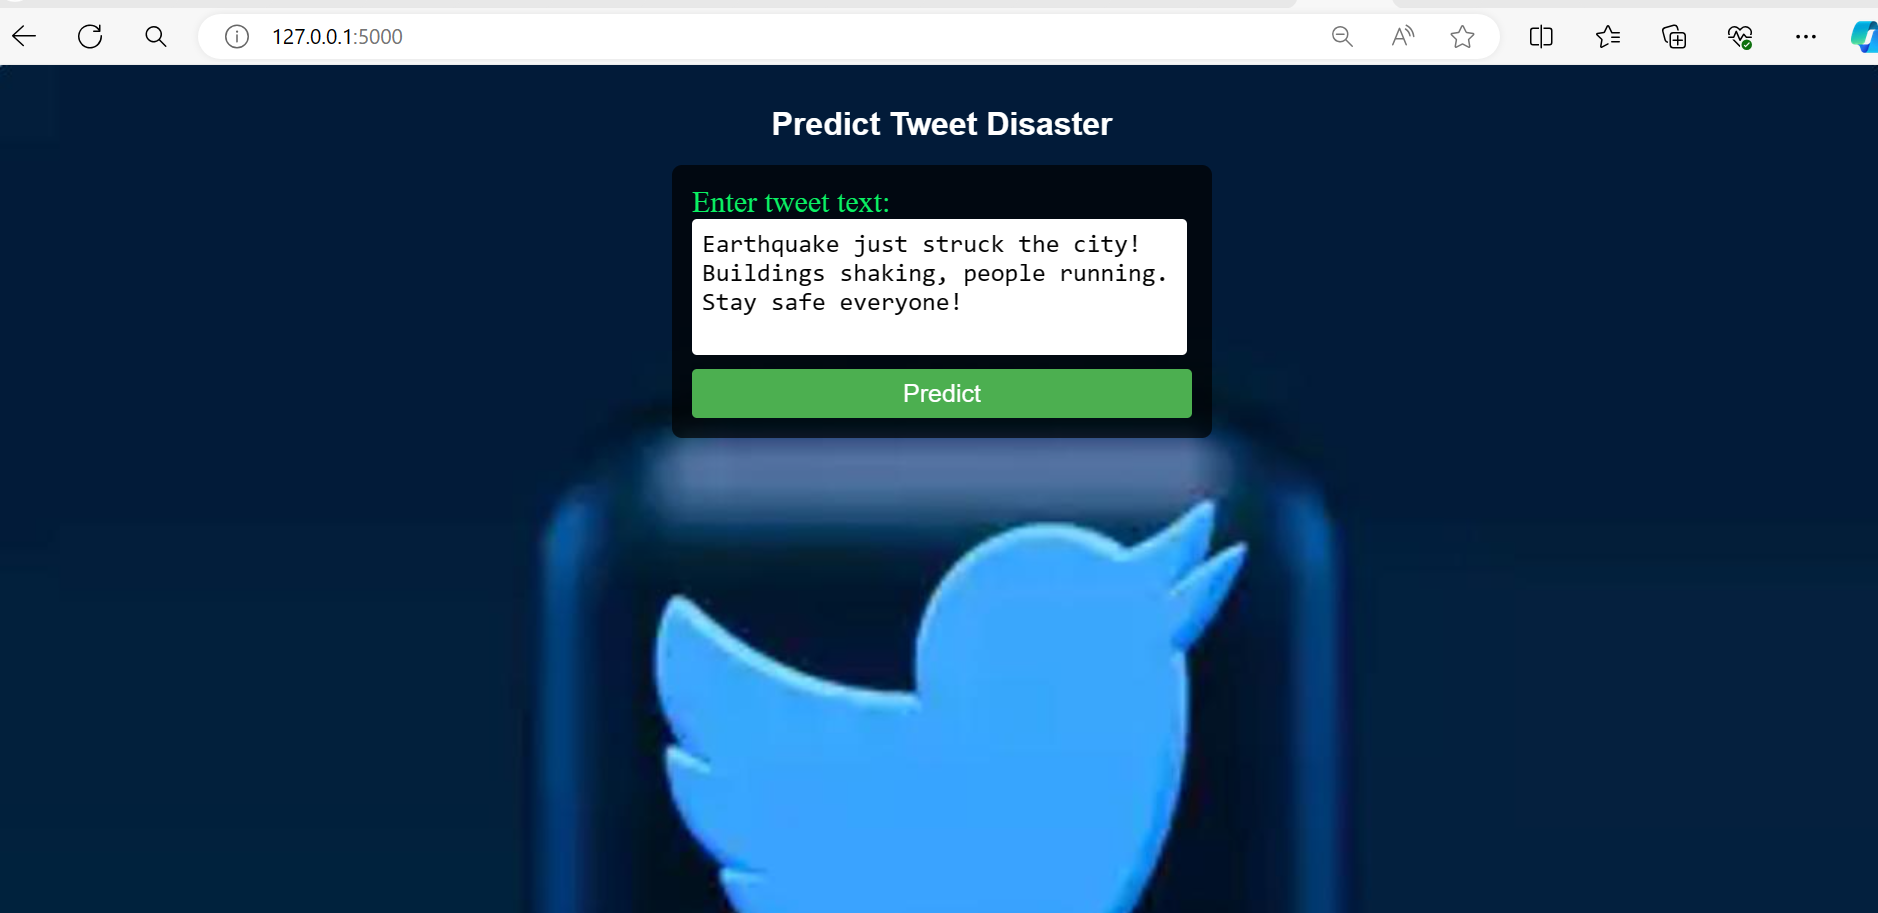 127.0.0.1:5000
Predict Tweet Disaster
Enter tweet text:
Earthquake just struck the city!
Buildings shaking, people running.
Stay safe everyone!
Predict